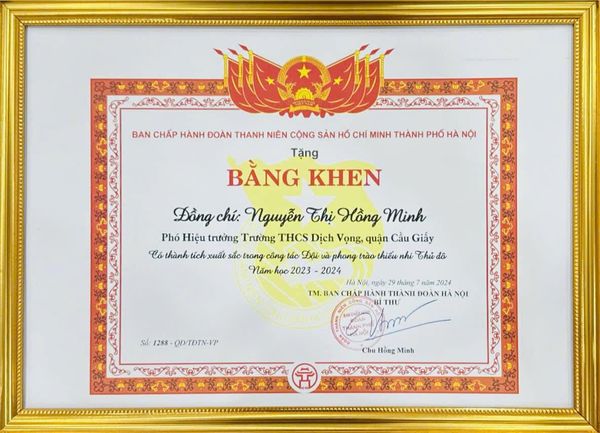 BAN CHẤP HÀNH ĐOÀN THANH NIÊN CỘNG SẢN HỒ CHÍ MINH THÀNH PHỐ HÀ NỘI
Tặng
BẰNG KHEN
Đồng chí: Nguyễn Thị Hồng Minh
Phó Hiệu trưởng Trường THCS Dịch Vọng, quận Cầu Giấy
Có thành tích xuất sắc trong công tác Đội và phong trào thiếu nhi Thủ đô
Năm học 2023 - 2024
Hà Nội, ngày 29 tháng 7 năm 2024
TM. BAN CHẤP HÀNH THÀNH ĐOÀN HÀ NỘI
BÍ THƯ
Số: 1288 - QĐ/TĐTN-VP
Chu Hồng Minh